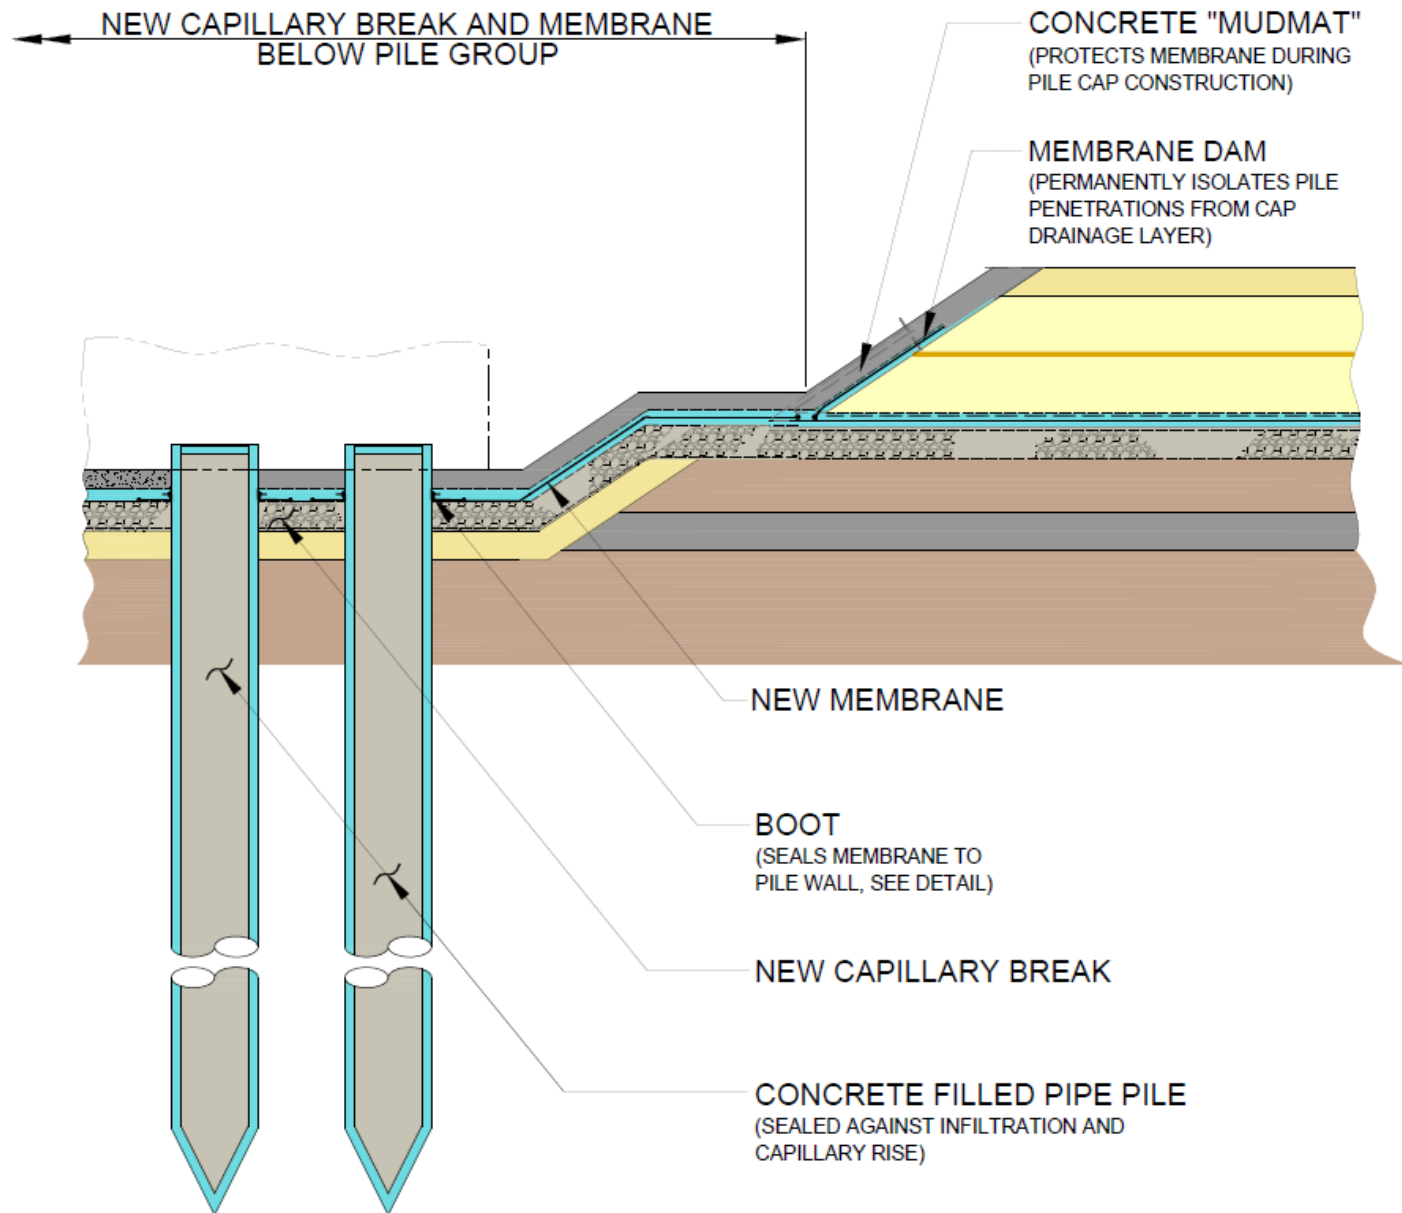 NEW CAPILLARY BREAK AND MEMBRANE
BELOW PILE GROUP
CONCRETE "MUDMAT"
(PROTECTS MEMBRANE DURING
PILE CAP CONSTRUCTION)
MEMBRANE DAM
(PERMANENTLY ISOLATES PILE
PENETRATIONS FROM CAP
DRAINAGE LAYER)
NEW MEMBRANE
BOOT
(SEALS MEMBRANE TO
PILE WALL, SEE DETAIL)
NEW CAPILLARY BREAK
CONCRETE FILLED PIPE PILE
(SEALED AGAINST INFILTRATION AND
CAPILLARY RISE)